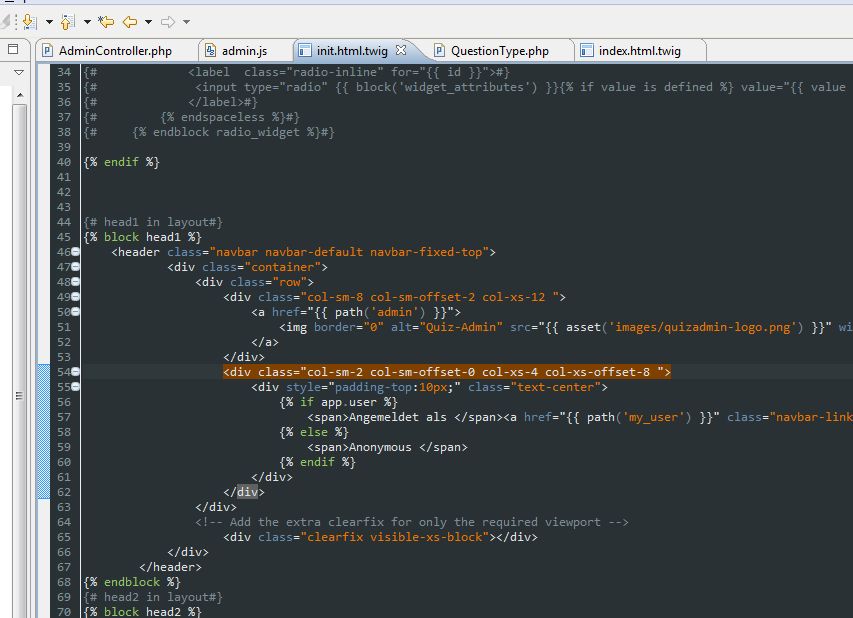 AdminController.php admin.js init.html.twig QuestionType.php index.html.twig
34 {# <label class="radio-inline" for="{{ id }}">#}
35 {# <input type="radio" {{ block('widget_attributes') }}{% if value is defined %} value="{{ value
36 {# </label>#}
37 {# {% endspaceless %}#}
38 {# {% endblock radio_widget %}#}
39
40 {% endif %}
41
42
43
44 {# head1 in layout#}
45 {% block head1 %}
46 <header class="navbar navbar-default navbar-fixed-top">
47 <div class="container">
48 <div class="row">
49 <div class="col-sm-8 col-sm-offset-2 col-xs-12 ">
50 <a href="{{ path('admin') }}">
51 <img border="0" alt="Quiz-Admin" src="{{ asset('images/quizadmin-logo.png') }}" wi
52 </a>
53 </div>
54 <div class="col-sm-2 col-sm-offset-0 col-xs-4 col-xs-offset-8 ">
55 <div style="padding-top:10px;" class="text-center">
56 {% if app.user %}
57 <span>Angemeldet als </span><a href="{{ path('my_user') }}" class="navbar-link
58 {% else %}
59 <span>Anonymous </span>
60 {% endif %}
61 </div>
62 </div>
63 </div>
64 <!-- Add the extra clearfix for only the required viewport -->
65 <div class="clearfix visible-xs-block"></div>
66 </div>
67 </header>
68 {% endblock %}
69 {# head2 in layout#}
70 {% block head2 %}